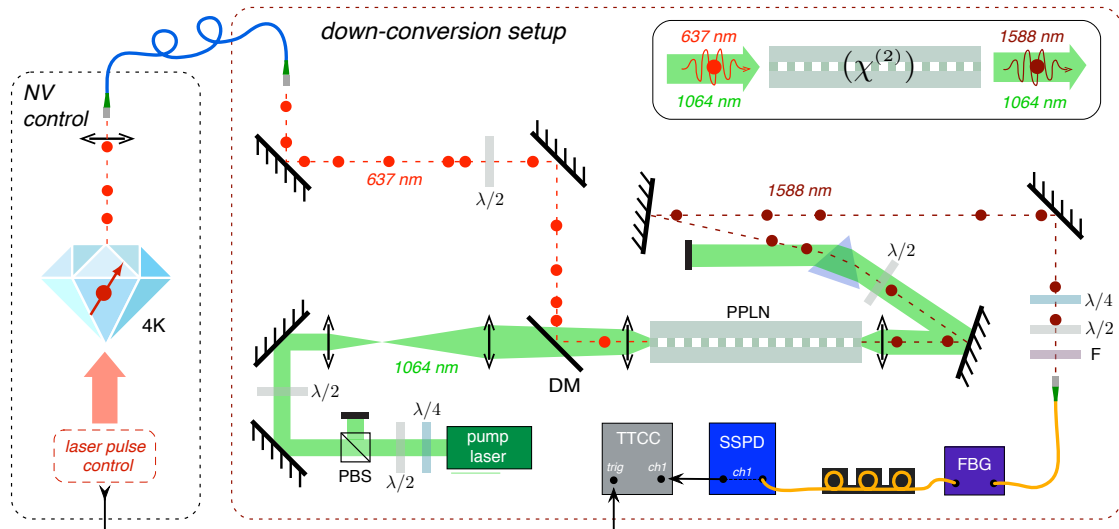 down-conversion setup
637 nm
1588 nm
(χ(2))
1064 nm
1064 nm
NV
control
637 nm
λ/2
1588 nm
λ/2
4K
PPLN
λ/4
λ/2
F
1064 nm
DM
λ/2
λ/4
laser pulse
control
PBS
λ/2
pump
laser
TTCC
trig
ch1
SSPD
ch1
FBG